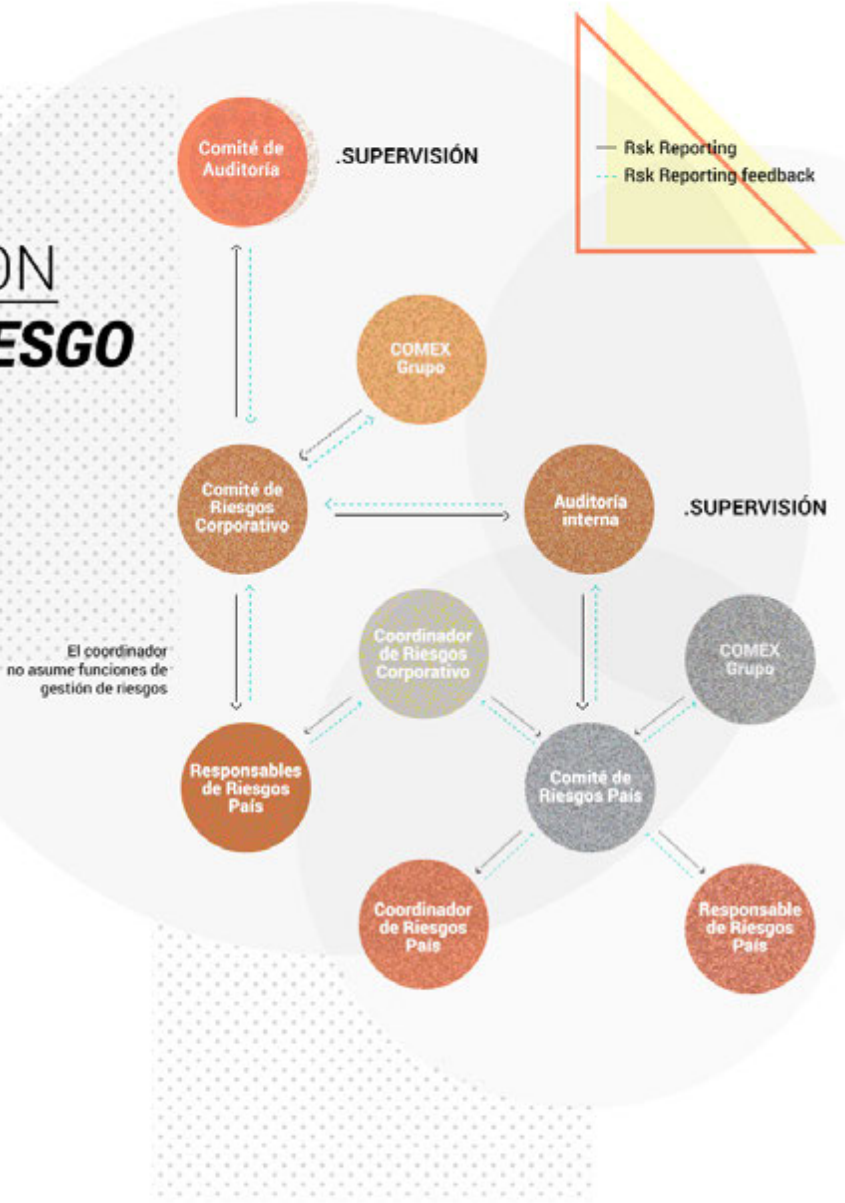 Comité de
Auditoría
.SUPERVISIÓN
Rsk Reporting
Rsk Reporting feedback
ON
ESGO
COMEX
Grupo
Comité de
Riesgos
Corporativo
Auditoría
interna
.SUPERVISIÓN
El coordinador
no asume funciones de
gestión de riesgos
Coordinador
de Riesgos
Corporativo
COMEX
Grupo
Responsables
de Riesgos
País
Comité de
Riesgos País
Coordinador
de Riesgos
País
Responsable
de Riesgos
País